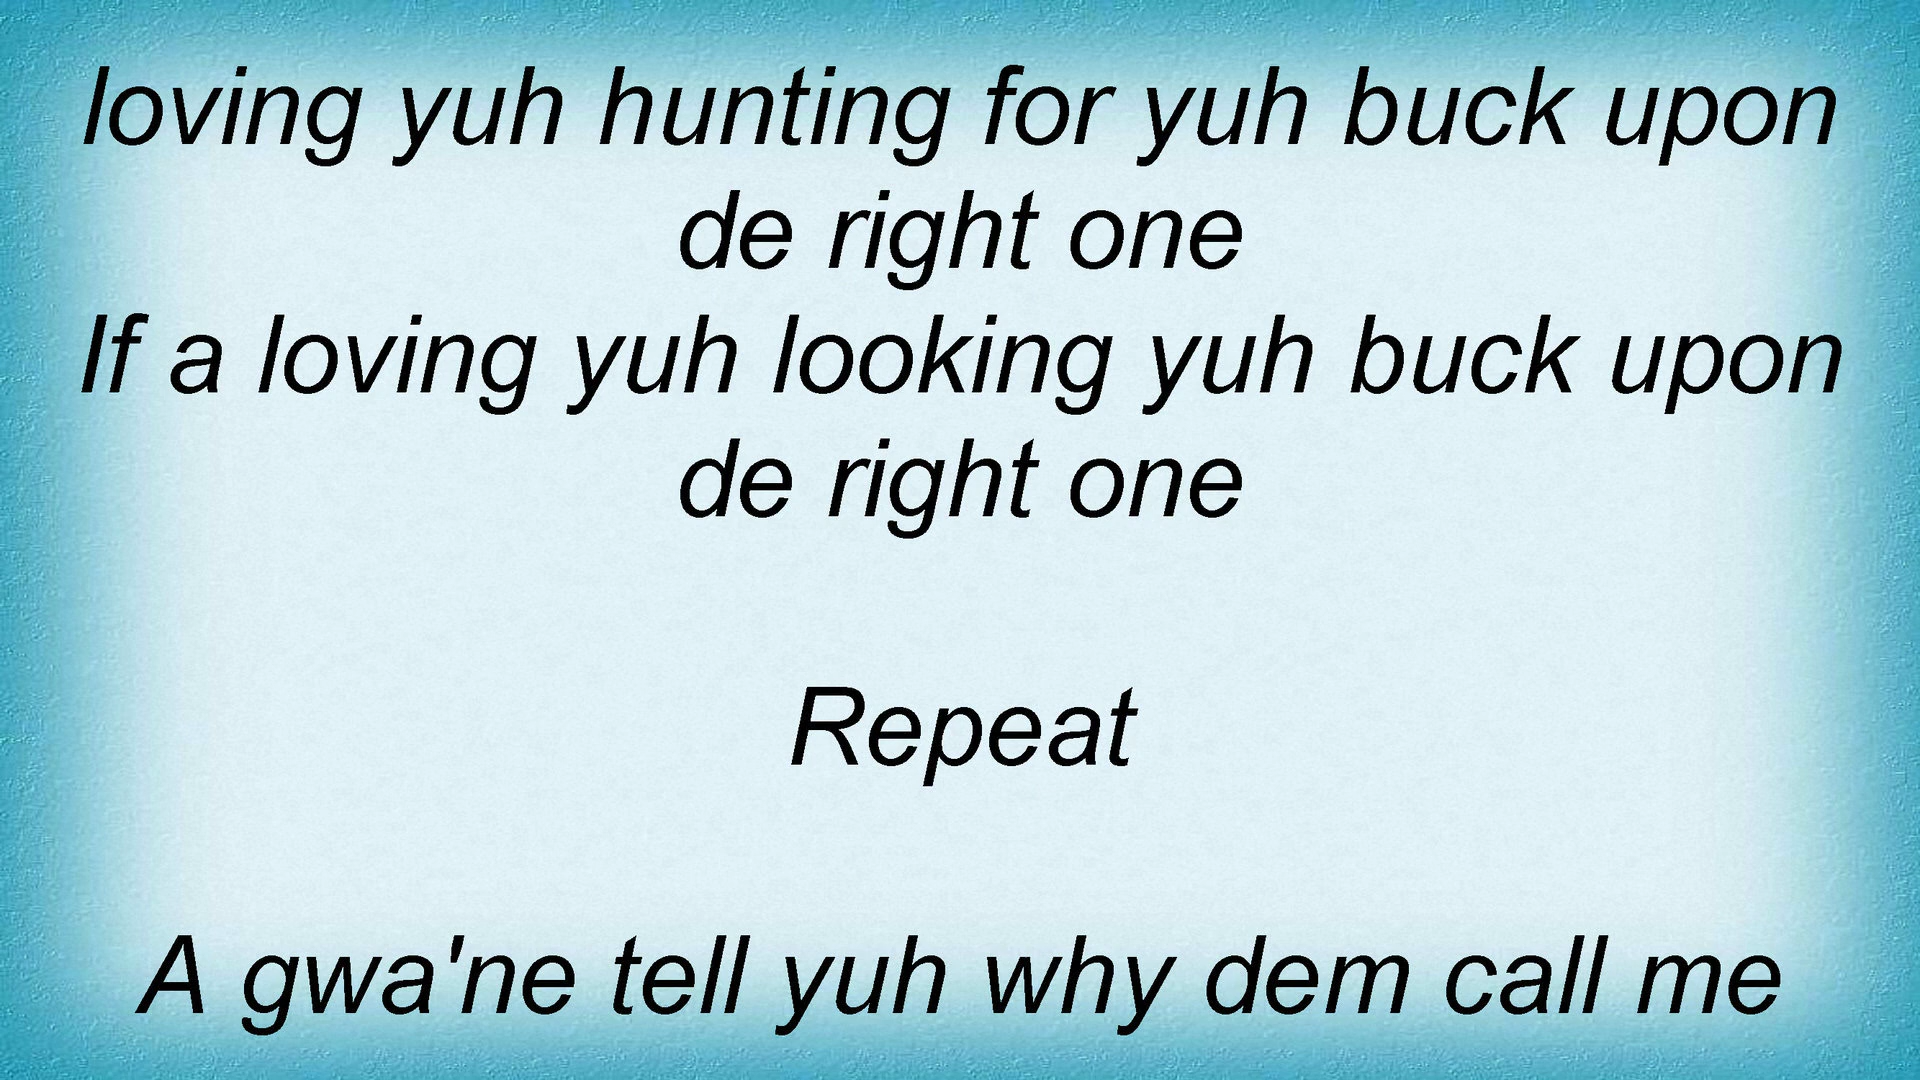 loving yuh hunting for yuh buck upon
de right one
If a loving yuh looking yuh buck upon
de right one
Repeat
A gwa'ne tell yuh why dem call me